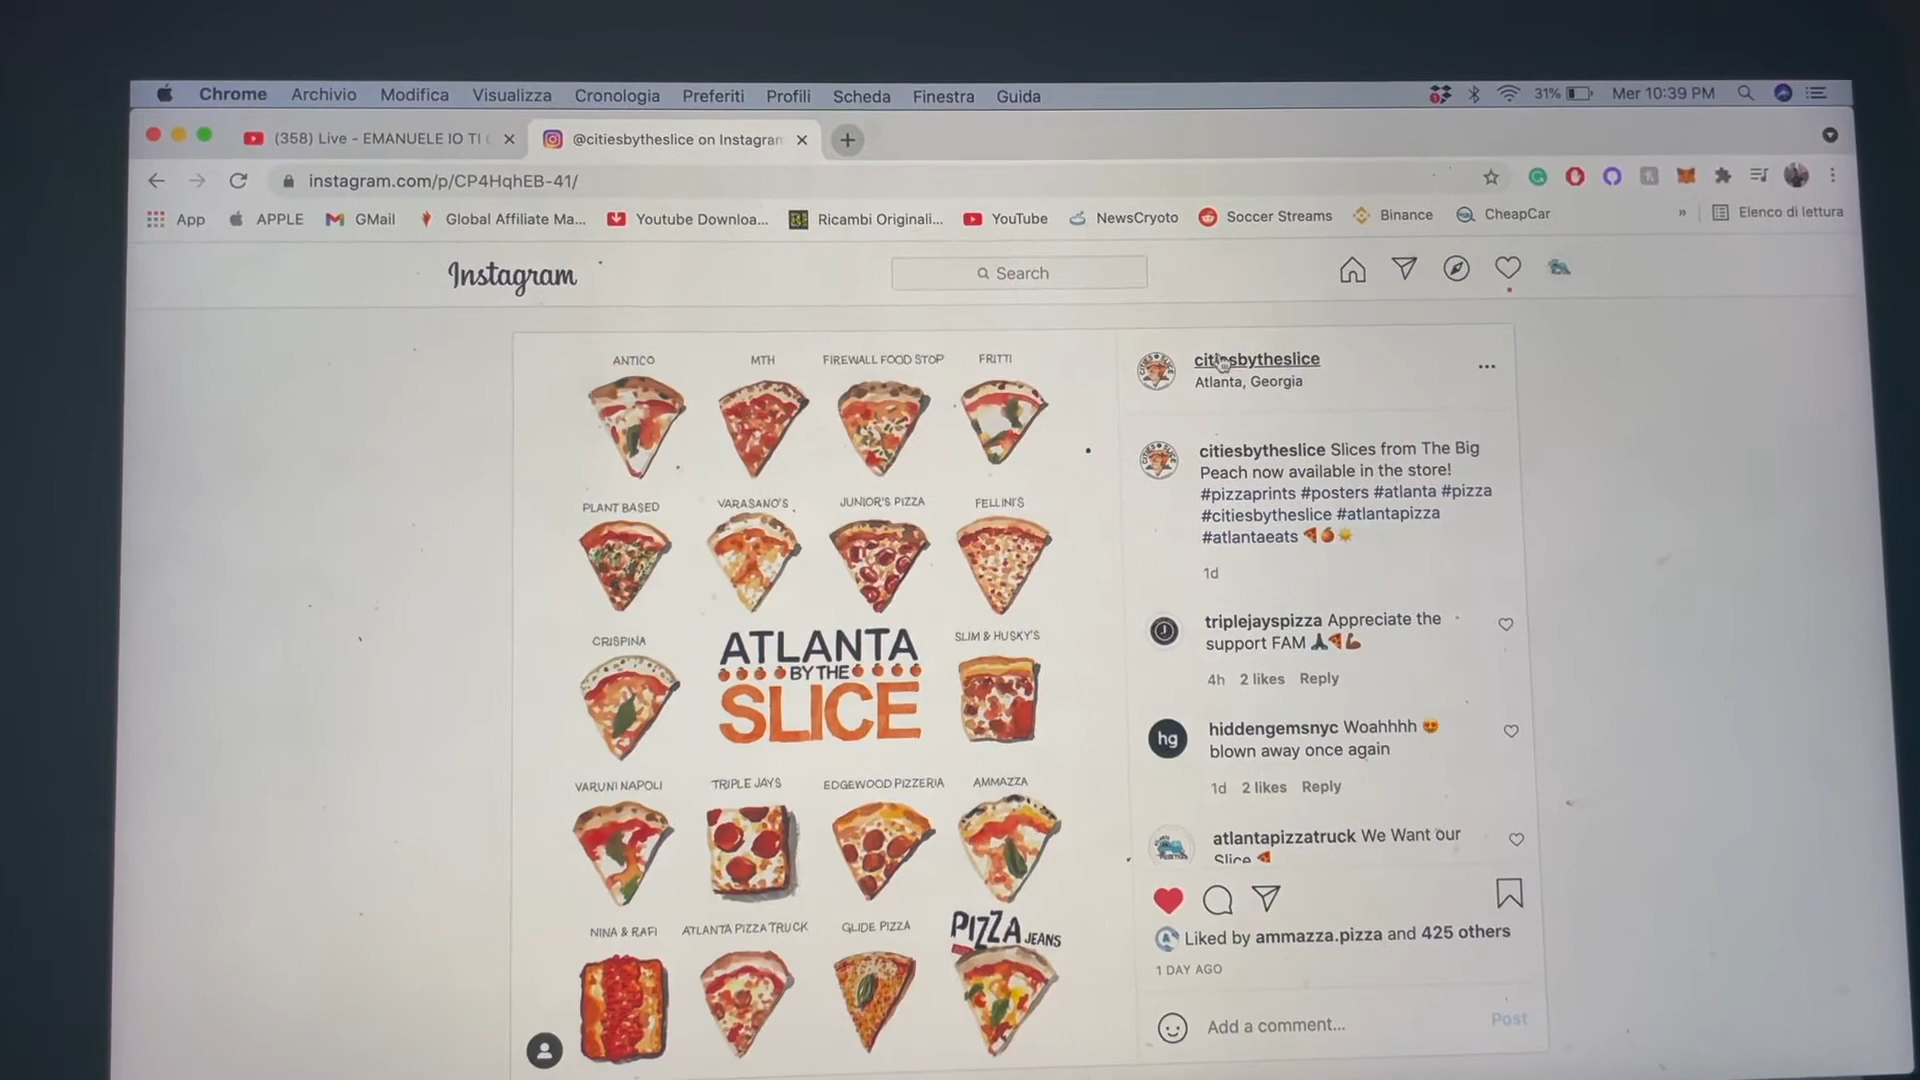 Chrome Archivio Modifica Visualizza Cronologia Preferiti Profili Scheda Finestra Guida 31% Mer 10:39 PM
(358) Live - EMANUELE IO TI @citiesbytheslice on Instagram
instagram.com/p/CP4HqhEB-41/
App APPLE GMail Global Affiliate Ma... Youtube Downloa... Ricambi Originali... YouTube NewsCryoto Soccer Streams Binance CheapCar » Elenco di lettura
Instagram Search
ANTICO MTH FIREWALL FOOD STOP FRITTI
PLANT BASED VARASANO'S JUNIOR'S PIZZA FELLINI'S
CRISPINA SLIM & HUSKY'S
ATLANTA
BY THE
SLICE
VARUNI NAPOLI TRIPLE JAYS EDGEWOOD PIZZERIA AMMAZZA
NINA & RAFI ATLANTA PIZZA TRUCK GLIDE PIZZA PIZZA JEANS
citiesbytheslice
Atlanta, Georgia
citiesbytheslice Slices from The Big
Peach now available in the store!
#pizzaprints #posters #atlanta #pizza
#citiesbytheslice #atlantapizza
#atlantaeats 🍕🍑☀️
1d
triplejayspizza Appreciate the
support FAM 🙏🍕💪🏾
4h 2 likes Reply
hg
hiddengemsnyc Woahhhh 😍
blown away once again
1d 2 likes Reply
atlantapizzatruck We Want our
Slice 🍕
Liked by ammazza.pizza and 425 others
1 DAY AGO
Add a comment... Post